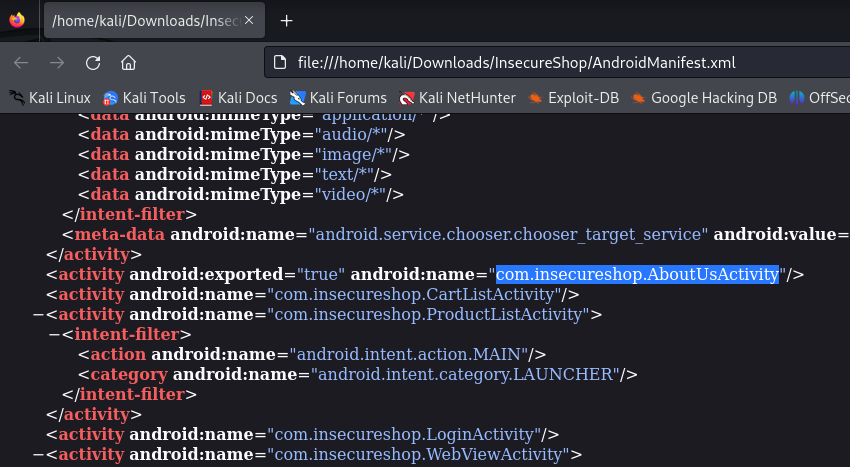 /home/kali/Downloads/Insec
file:///home/kali/Downloads/InsecureShop/AndroidManifest.xml
Kali Linux Kali Tools Kali Docs Kali Forums Kali NetHunter Exploit-DB Google Hacking DB OffSec
<data android:mimeType="application/*"/>
<data android:mimeType="audio/*"/>
<data android:mimeType="image/*"/>
<data android:mimeType="text/*"/>
<data android:mimeType="video/*"/>
</intent-filter>
<meta-data android:name="android.service.chooser.chooser_target_service" android:value=
</activity>
<activity android:exported="true" android:name="com.insecureshop.AboutUsActivity"/>
<activity android:name="com.insecureshop.CartListActivity"/>
−<activity android:name="com.insecureshop.ProductListActivity">
−<intent-filter>
<action android:name="android.intent.action.MAIN"/>
<category android:name="android.intent.category.LAUNCHER"/>
</intent-filter>
</activity>
<activity android:name="com.insecureshop.LoginActivity"/>
−<activity android:name="com.insecureshop.WebViewActivity">